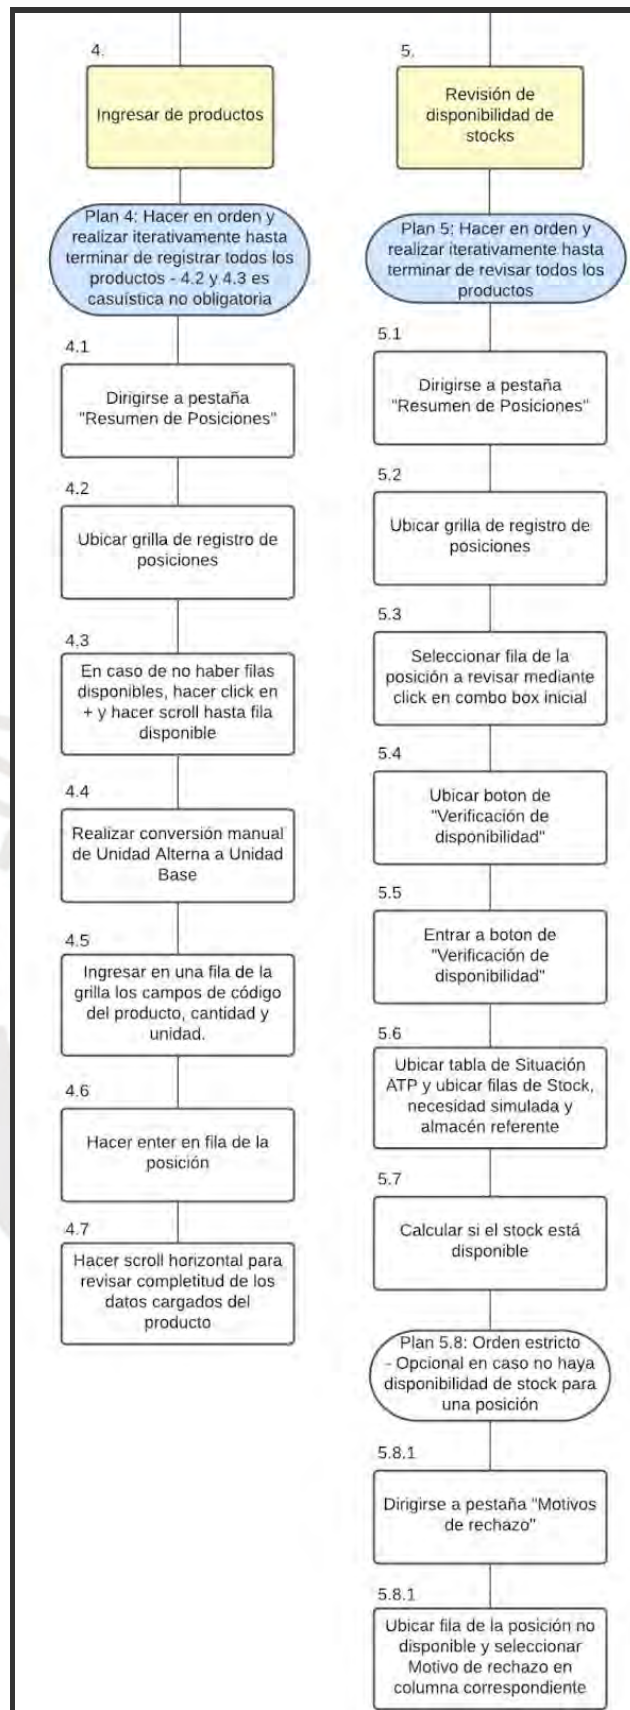 4.
Ingresar de productos
Plan 4: Hacer en orden y
realizar iterativamente hasta
terminar de registrar todos los
productos - 4.2 y 4.3 es
casuística no obligatoria
4.1
Dirigirse a pestaña
"Resumen de Posiciones"
4.2
Ubicar grilla de registro de
posiciones
4.3
En caso de no haber filas
disponibles, hacer click en
+ y hacer scroll hasta fila
disponible
4.4
Realizar conversión manual
de Unidad Alterna a Unidad
Base
4.5
Ingresar en una fila de la
grilla los campos de código
del producto, cantidad y
unidad.
4.6
Hacer enter en fila de la
posición
4.7
Hacer scroll horizontal para
revisar completitud de los
datos cargados del
producto
5.
Revisión de
disponibilidad de
stocks
Plan 5: Hacer en orden y
realizar iterativamente hasta
terminar de revisar todos los
productos
5.1
Dirigirse a pestaña
"Resumen de Posiciones"
5.2
Ubicar grilla de registro de
posiciones
5.3
Seleccionar fila de la
posición a revisar mediante
click en combo box inicial
5.4
Ubicar boton de
"Verificación de
disponibilidad"
5.5
Entrar a boton de
"Verificación de
disponibilidad"
5.6
Ubicar tabla de Situación
ATP y ubicar filas de Stock,
necesidad simulada y
almacén referente
5.7
Calcular si el stock está
disponible
Plan 5.8: Orden estricto
- Opcional en caso no haya
disponibilidad de stock para
una posición
5.8.1
Dirigirse a pestaña "Motivos
de rechazo"
5.8.1
Ubicar fila de la posición no
disponible y seleccionar
Motivo de rechazo en
columna correspondiente